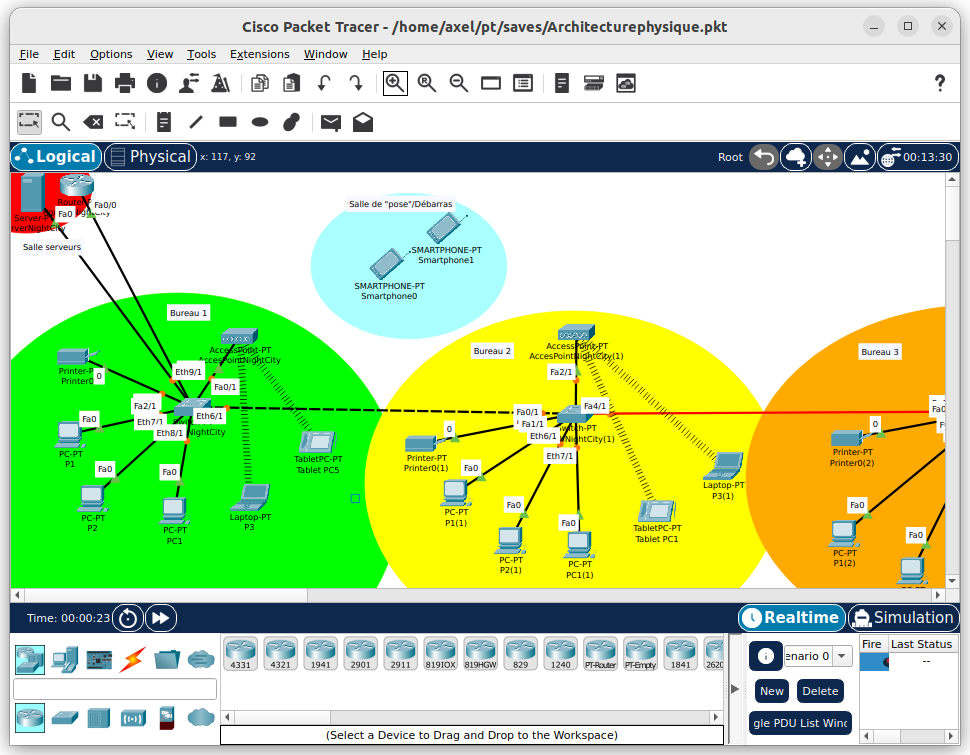 Cisco Packet Tracer - /home/axel/pt/saves/Architecturephysique.pkt
File Edit Options View Tools Extensions Window Help
Logical Physical x: 117, y: 92 Root 00:13:30
Fa0/0
Fa0
Salle serveurs
Salle de "pose"/Débarras
SMARTPHONE-PT
Smartphone1
SMARTPHONE-PT
Smartphone0
Bureau 1
AccessPoint-PT
AccesPointNightCity
Eth9/1
Fa0/1
Printer0
0
Fa2/1
Eth7/1
Eth6/1
Eth8/1
NightCity
Fa0
PC-PT
P1
Fa0
PC-PT
P2
Fa0
PC-PT
PC1
TabletPC-PT
Tablet PC5
Laptop-PT
P3
Bureau 2
AccessPoint-PT
AccesPointNightCity(1)
Fa2/1
Fa0/1
Fa4/1
Fa1/1
Eth6/1
NightCity(1)
Eth7/1
0
Printer-PT
Printer0(1)
Fa0
PC-PT
P1(1)
Fa0
PC-PT
P2(1)
Fa0
PC-PT
PC1(1)
TabletPC-PT
Tablet PC1
Laptop-PT
P3(1)
Bureau 3
0
Printer-PT
Printer0(2)
Fa0
PC-PT
P1(2)
Fa0
Time: 00:00:23 Realtime Simulation
4331 4321 1941 2901 2911 819IOX 819HGW 829 1240 PT-Router PT-Empty 1841 2620
enario 0
New Delete
gle PDU List Wind
Fire Last Status
--
(Select a Device to Drag and Drop to the Workspace)